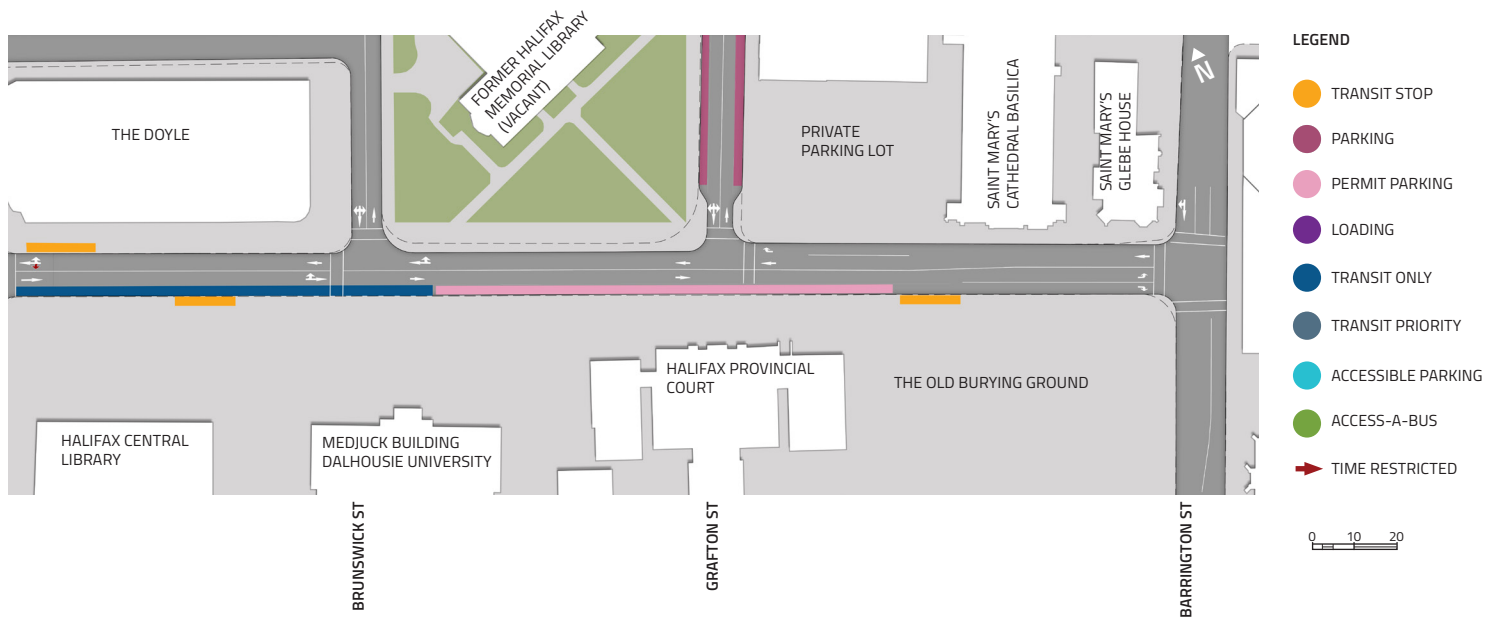 THE DOYLE
FORMER HALIFAX
MEMORIAL LIBRARY
(VACANT)
PRIVATE
PARKING LOT
SAINT MARY'S
CATHEDRAL BASILICA
SAINT MARY'S
GLEBE HOUSE
N
HALIFAX CENTRAL
LIBRARY
MEDJUCK BUILDING
DALHOUSIE UNIVERSITY
HALIFAX PROVINCIAL
COURT
THE OLD BURYING GROUND
BRUNSWICK ST
GRAFTON ST
BARRINGTON ST
LEGEND
TRANSIT STOP
PARKING
PERMIT PARKING
LOADING
TRANSIT ONLY
TRANSIT PRIORITY
ACCESSIBLE PARKING
ACCESS-A-BUS
TIME RESTRICTED
0 10 20